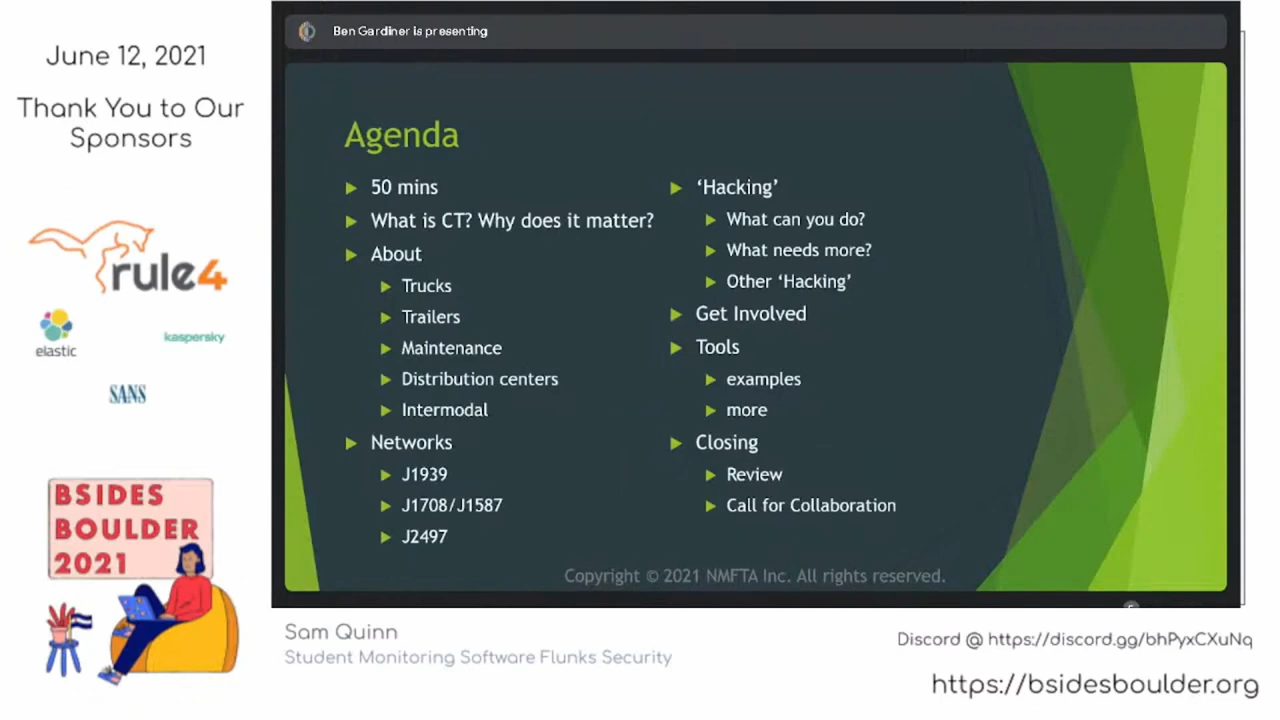 June 12, 2021
Thank You to Our
Sponsors
rule4
elastic
kaspersky
SANS
BSIDES
BOULDER
2021
Ben Gardiner is presenting
Agenda
50 mins
What is CT? Why does it matter?
About
Trucks
Trailers
Maintenance
Distribution centers
Intermodal
Networks
J1939
J1708/J1587
J2497
‘Hacking’
What can you do?
What needs more?
Other ‘Hacking’
Get Involved
Tools
examples
more
Closing
Review
Call for Collaboration
Copyright © 2021 NMFTA Inc. All rights reserved.
Sam Quinn
Student Monitoring Software Flunks Security
Discord @ https://discord.gg/bhPyxCXuNq
https://bsidesboulder.org